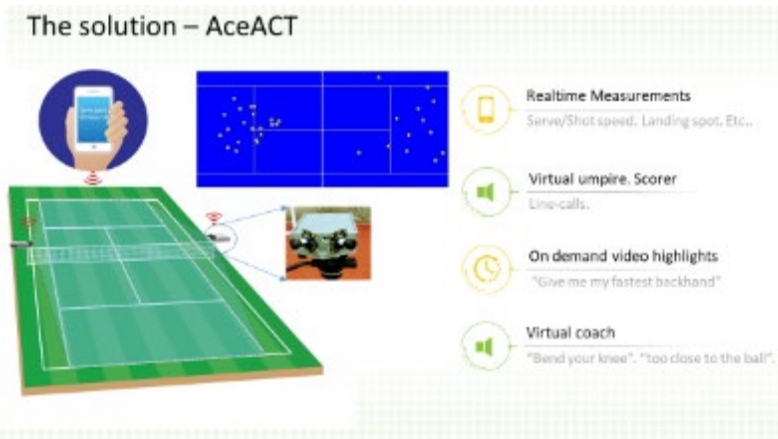 The solution – AceACT
Realtime Measurements
Serve/Shot speed. Landing spot. Etc..
Virtual umpire. Scorer
Line-calls.
On demand video highlights
"Give me my fastest backhand"
Virtual coach
"Bend your knee". "too close to the ball".